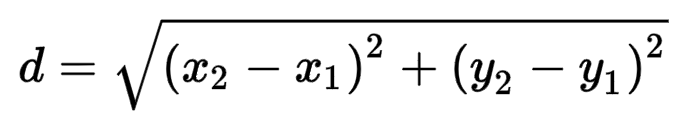 d = √((x₂ − x₁)² + (y₂ − y₁)²)